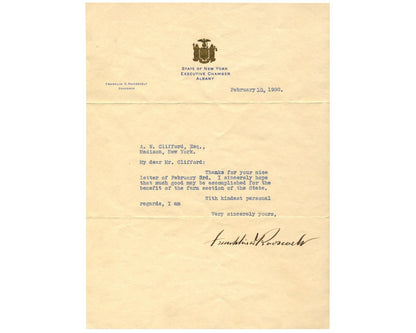 STATE OF NEW YORK
EXECUTIVE CHAMBER
ALBANY
FRANKLIN D. ROOSEVELT
GOVERNOR
February 10, 1930.
A. N. Clifford, Esq.,
Madison, New York.
My dear Mr. Clifford:
Thanks for your nice
letter of February 3rd. I sincerely hope
that much good may be accomplished for the
benefit of the farm section of the State.
With kindest personal
regards, I am
Very sincerely yours,
Franklin D Roosevelt